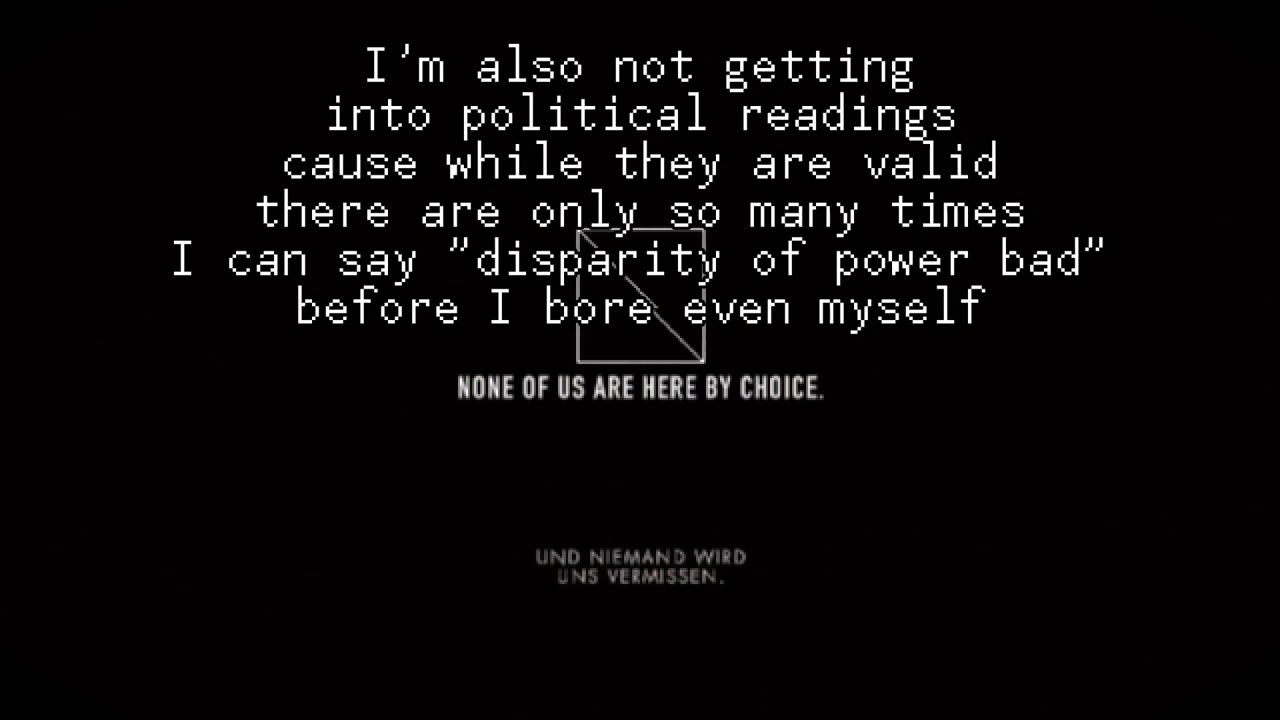 I'm also not getting
into political readings
cause while they are valid
there are only so many times
I can say "disparity of power bad"
before I bore even myself
NONE OF US ARE HERE BY CHOICE.
UND NIEMAND WIRD
UNS VERMISSEN.